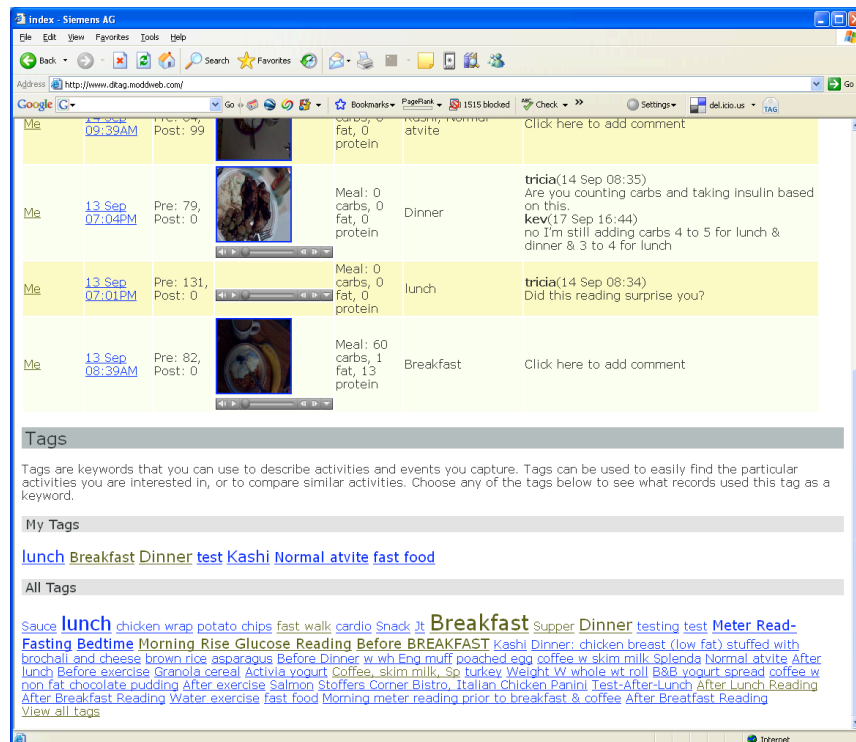 index - Siemens AG
File Edit View Favorites Tools Help
Back Search Favorites
Address http://www.ditag.moddweb.com/ Go
Google G Go Bookmarks PageRank 1515 blocked Check >> Settings del.icio.us TAG
Me 14 Sep 09:39AM Pre: 64, Post: 99 carbs, 0 fat, 0 protein Kashi, Normal atvite Click here to add comment
tricia(14 Sep 08:35)
Are you counting carbs and taking insulin based
on this.
Me 13 Sep 07:04PM Pre: 79, Post: 0 Meal: 0 carbs, 0 fat, 0 protein Dinner
kev(17 Sep 16:44)
no I'm still adding carbs 4 to 5 for lunch &
dinner & 3 to 4 for lunch
Me 13 Sep 07:01PM Pre: 131, Post: 0 Meal: 0 carbs, 0 fat, 0 protein lunch
tricia(14 Sep 08:34)
Did this reading surprise you?
Me 13 Sep 08:39AM Pre: 82, Post: 0 Meal: 60 carbs, 1 fat, 13 protein Breakfast Click here to add comment
Tags
Tags are keywords that you can use to describe activities and events you capture. Tags can be used to easily find the particular
activities you are interested in, or to compare similar activities. Choose any of the tags below to see what records used this tag as a
keyword.
My Tags
lunch Breakfast Dinner test Kashi Normal atvite fast food
All Tags
Sauce lunch chicken wrap potato chips fast walk cardio Snack Jt Breakfast Supper Dinner testing test Meter Read-
Fasting Bedtime Morning Rise Glucose Reading Before BREAKFAST Kashi Dinner: chicken breast (low fat) stuffed with
brochali and cheese brown rice asparagus Before Dinner w wh Eng muff poached egg coffee w skim milk Splenda Normal atvite After
lunch Before exercise Granola cereal Activia yogurt Coffee, skim milk, Sp turkey Weight W whole wt roll B&B yogurt spread coffee w
non fat chocolate pudding After exercise Salmon Stoffers Corner Bistro, Italian Chicken Panini Test-After-Lunch After Lunch Reading
After Breakfast Reading Water exercise fast food Morning meter reading prior to breakfast & coffee After Breatfast Reading
View all tags
Internet